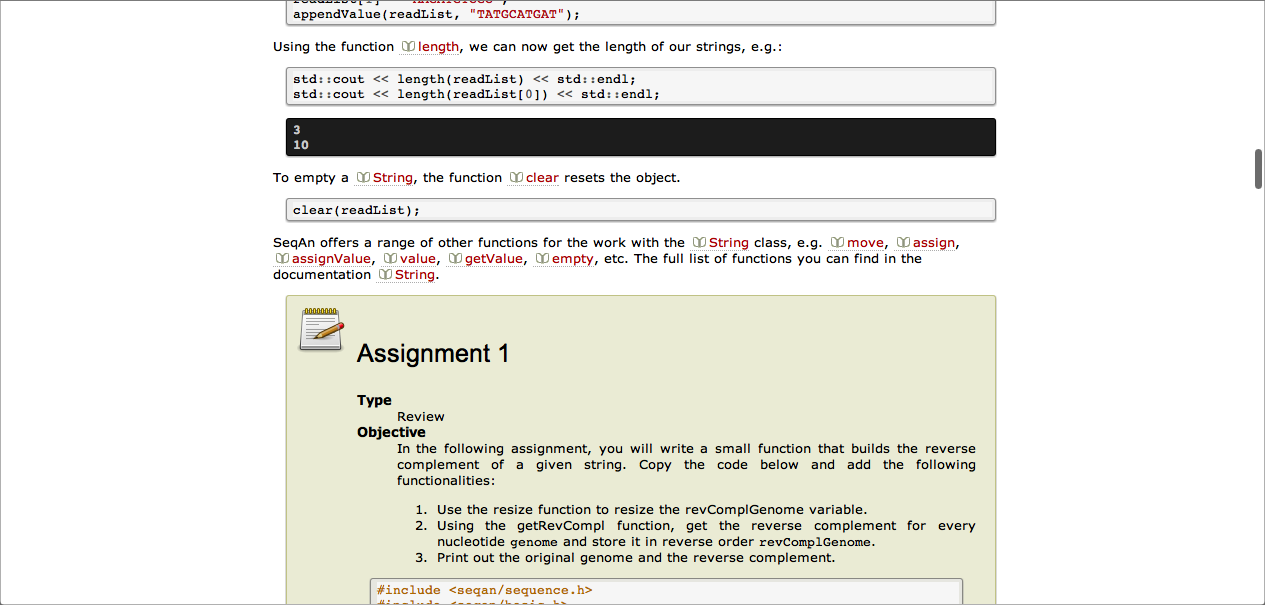 appendValue(readList, "TATGCATGAT");
Using the function length, we can now get the length of our strings, e.g.:
std::cout << length(readList) << std::endl;
std::cout << length(readList[0]) << std::endl;
3
10
To empty a String, the function clear resets the object.
clear(readList);
SeqAn offers a range of other functions for the work with the String class, e.g. move, assign,
assignValue, value, getValue, empty, etc. The full list of functions you can find in the
documentation String.
Assignment 1
Type
Review
Objective
In the following assignment, you will write a small function that builds the reverse
complement of a given string. Copy the code below and add the following
functionalities:
1. Use the resize function to resize the revComplGenome variable.
2. Using the getRevCompl function, get the reverse complement for every
nucleotide genome and store it in reverse order revComplGenome.
3. Print out the original genome and the reverse complement.
#include <seqan/sequence.h>